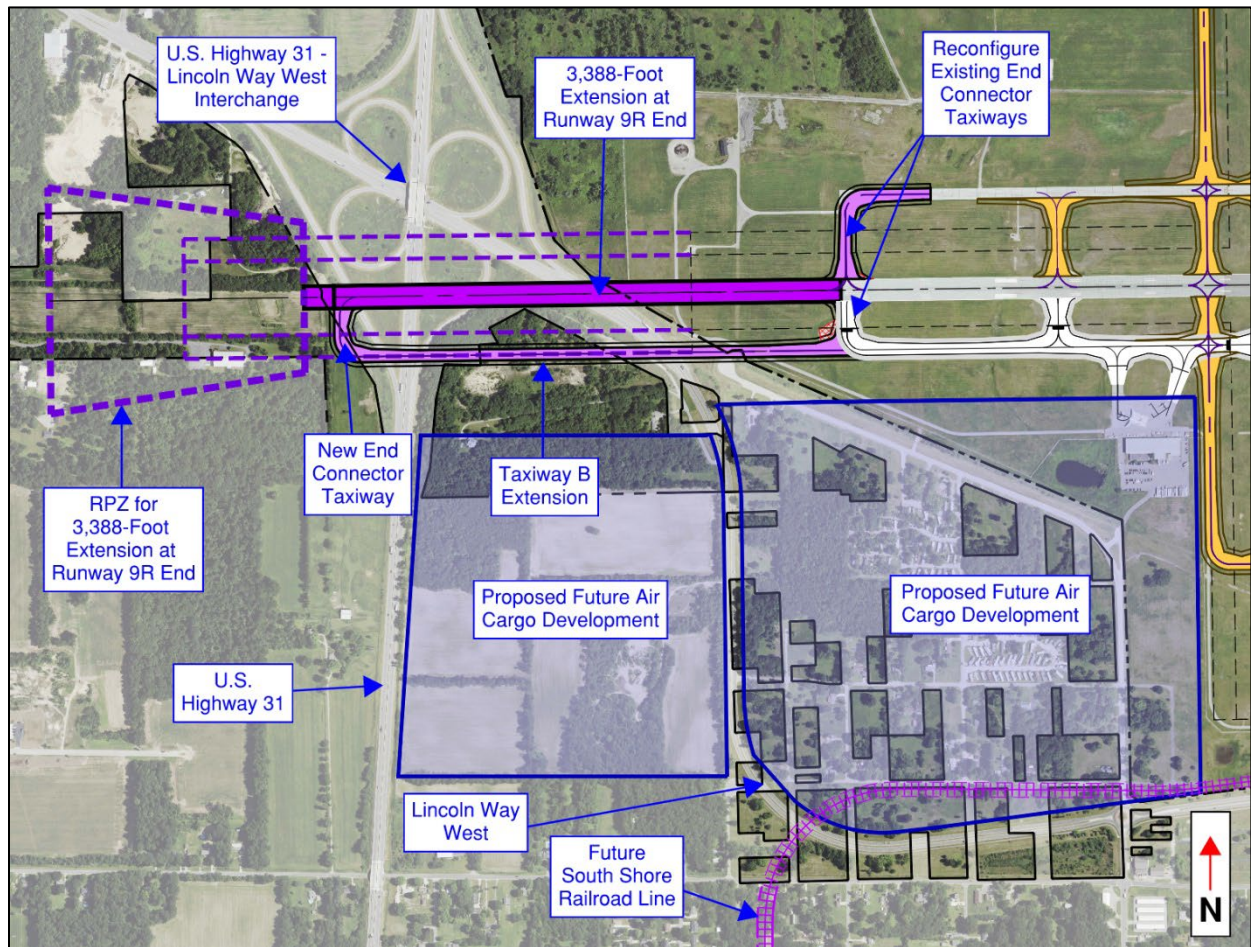 U.S. Highway 31 -
Lincoln Way West
Interchange
3,388-Foot
Extension at
Runway 9R End
Reconfigure
Existing End
Connector
Taxiways
New End
Connector
Taxiway
Taxiway B
Extension
RPZ for
3,388-Foot
Extension at
Runway 9R End
Proposed Future Air
Cargo Development
Proposed Future Air
Cargo Development
U.S.
Highway 31
Lincoln Way
West
Future
South Shore
Railroad Line
N